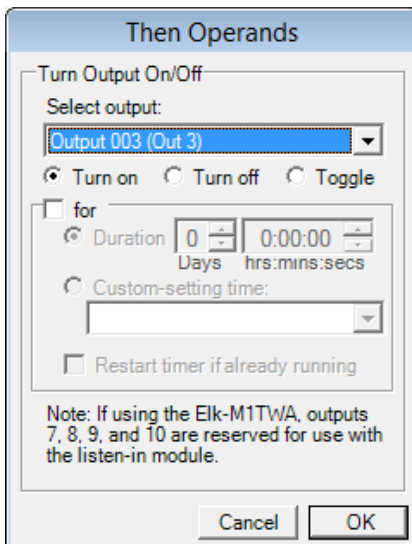 Then Operands
Turn Output On/Off
Select output:
Output 003 (Out 3)
Turn on Turn off Toggle
for
Duration 0 0:00:00
Days hrs:mins:secs
Custom-setting time:
Restart timer if already running
Note: If using the Elk-M1TWA, outputs
7, 8, 9, and 10 are reserved for use with
the listen-in module.
Cancel OK